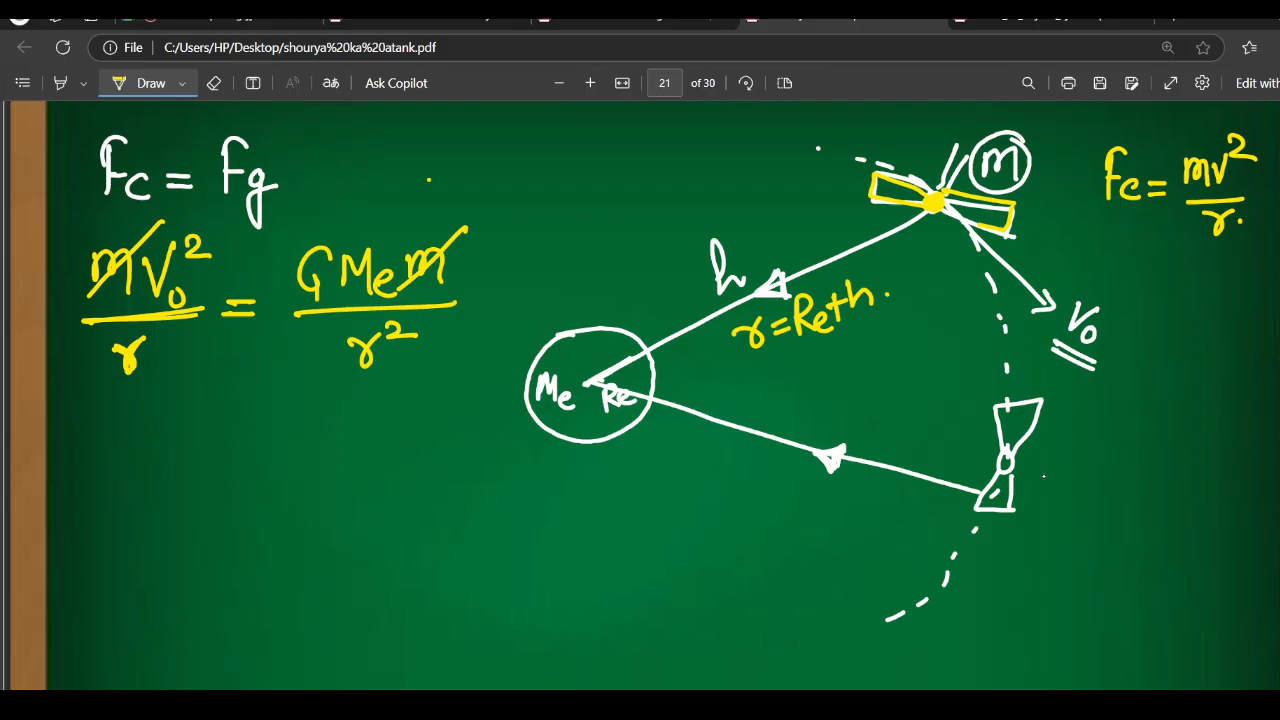 File C:/Users/HP/Desktop/shourya%20ka%20atank.pdf
Draw Ask Copilot 21 of 30 Edit with
Fc = Fg
mV₀²/r = GMem/r²
m
Fc = mv²/r.
h
r=Re+h.
V₀
Me Re